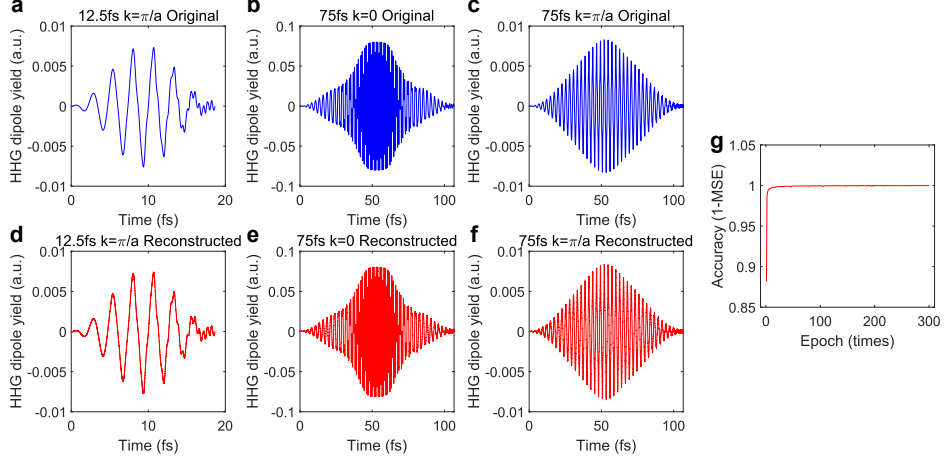 a
12.5fs k=π/a Original
HHG dipole yield (a.u.)
0.01
0.005
0
-0.005
-0.01
0
10
20
Time (fs)
b
75fs k=0 Original
HHG dipole yield (a.u.)
0.1
0.05
0
-0.05
-0.1
0
50
100
Time (fs)
c
75fs k=π/a Original
HHG dipole yield (a.u.)
0.01
0.005
0
-0.005
-0.01
0
50
100
Time (fs)
d
12.5fs k=π/a Reconstructed
HHG dipole yield (a.u.)
0.01
0.005
0
-0.005
-0.01
0
10
20
Time (fs)
e
75fs k=0 Reconstructed
HHG dipole yield (a.u.)
0.1
0.05
0
-0.05
-0.1
0
50
100
Time (fs)
f
75fs k=π/a Reconstructed
HHG dipole yield (a.u.)
0.01
0.005
0
-0.005
-0.01
0
50
100
Time (fs)
g
Accuracy (1-MSE)
1.05
1
0.95
0.9
0.85
0
100
200
300
Epoch (times)